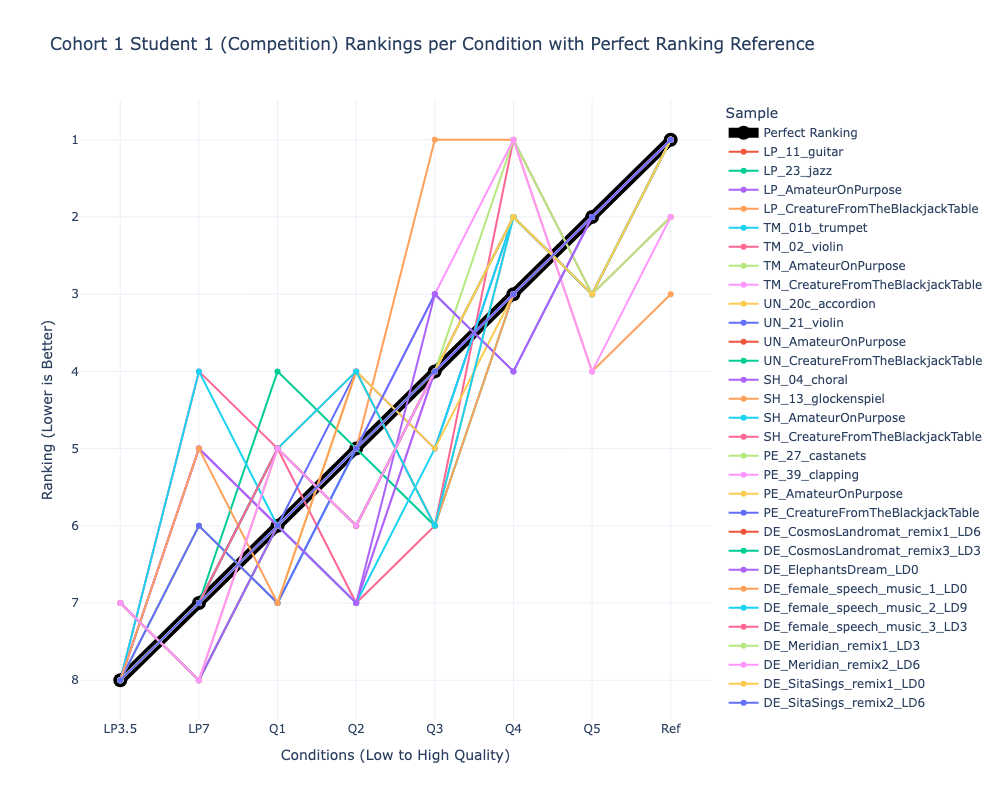 Cohort 1 Student 1 (Competition) Rankings per Condition with Perfect Ranking Reference
Ranking (Lower is Better)
1
2
3
4
5
6
7
8
LP3.5 LP7 Q1 Q2 Q3 Q4 Q5 Ref
Conditions (Low to High Quality)
Sample
Perfect Ranking
LP_11_guitar
LP_23_jazz
LP_AmateurOnPurpose
LP_CreatureFromTheBlackjackTable
TM_01b_trumpet
TM_02_violin
TM_AmateurOnPurpose
TM_CreatureFromTheBlackjackTable
UN_20c_accordion
UN_21_violin
UN_AmateurOnPurpose
UN_CreatureFromTheBlackjackTable
SH_04_choral
SH_13_glockenspiel
SH_AmateurOnPurpose
SH_CreatureFromTheBlackjackTable
PE_27_castanets
PE_39_clapping
PE_AmateurOnPurpose
PE_CreatureFromTheBlackjackTable
DE_CosmosLandromat_remix1_LD6
DE_CosmosLandromat_remix3_LD3
DE_ElephantsDream_LD0
DE_female_speech_music_1_LD0
DE_female_speech_music_2_LD9
DE_female_speech_music_3_LD3
DE_Meridian_remix1_LD3
DE_Meridian_remix2_LD6
DE_SitaSings_remix1_LD0
DE_SitaSings_remix2_LD6